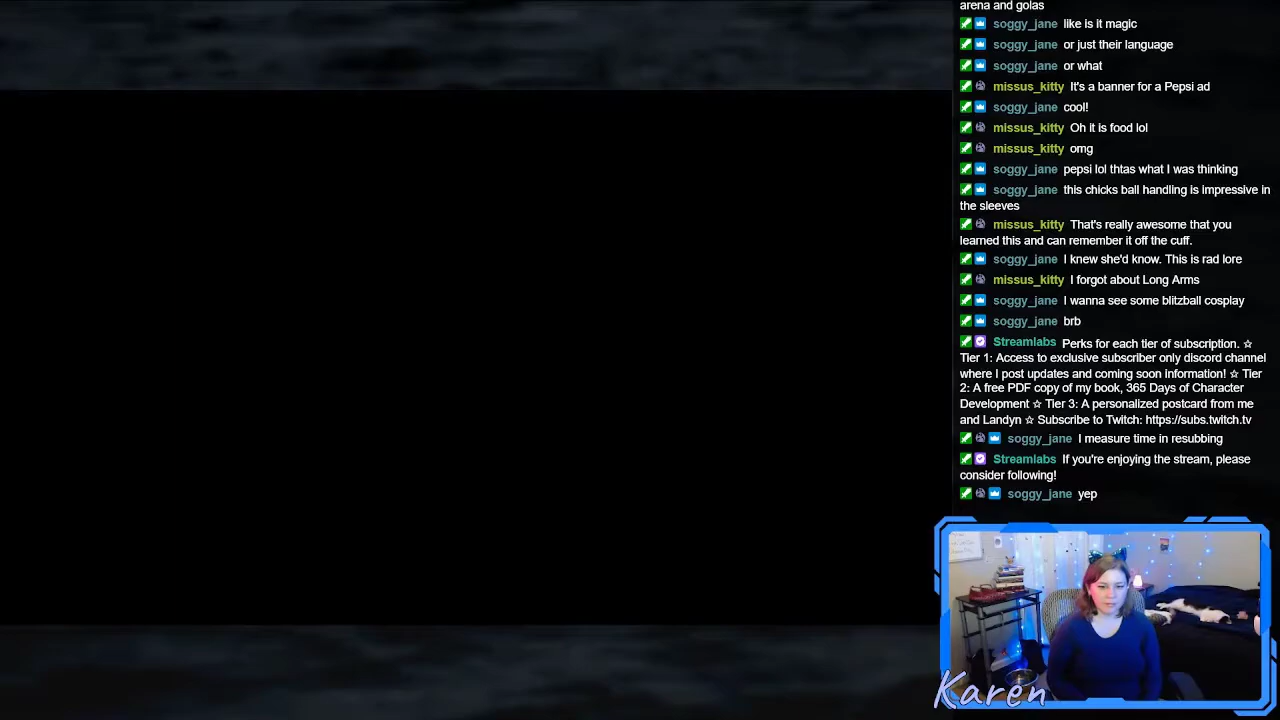 arena and golas
soggy_jane like is it magic
soggy_jane or just their language
soggy_jane or what
missus_kitty It's a banner for a Pepsi ad
soggy_jane cool!
missus_kitty Oh it is food lol
missus_kitty omg
soggy_jane pepsi lol thtas what I was thinking
soggy_jane this chicks ball handling is impressive in
the sleeves
missus_kitty That's really awesome that you
learned this and can remember it off the cuff.
soggy_jane I knew she'd know. This is rad lore
missus_kitty I forgot about Long Arms
soggy_jane I wanna see some blitzball cosplay
soggy_jane brb
Streamlabs Perks for each tier of subscription. ☆
Tier 1: Access to exclusive subscriber only discord channel
where I post updates and coming soon information! ☆ Tier
2: A free PDF copy of my book, 365 Days of Character
Development ☆ Tier 3: A personalized postcard from me
and Landyn ☆ Subscribe to Twitch: https://subs.twitch.tv
soggy_jane I measure time in resubbing
Streamlabs If you're enjoying the stream, please
consider following!
soggy_jane yep
Karen